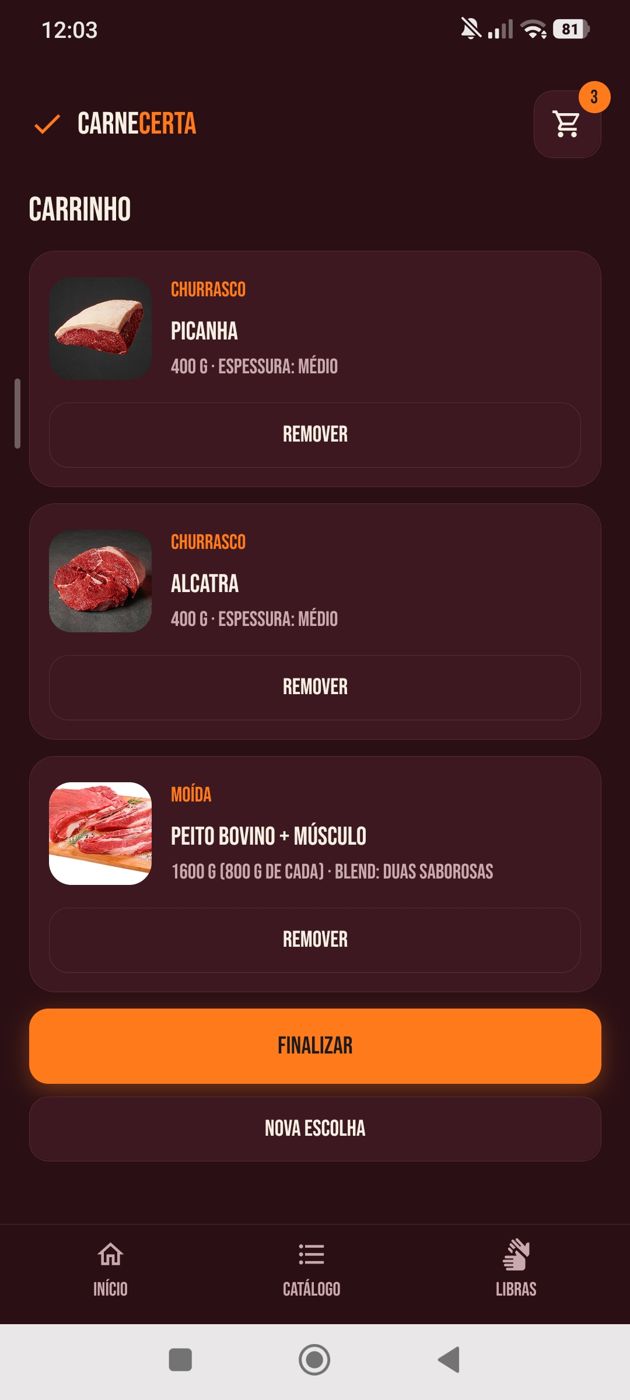 12:03
81
CARNECERTA
3
CARRINHO
CHURRASCO
PICANHA
400 G · ESPESSURA: MÉDIO
REMOVER
CHURRASCO
ALCATRA
400 G · ESPESSURA: MÉDIO
REMOVER
MOÍDA
PEITO BOVINO + MÚSCULO
1600 G (800 G DE CADA) · BLEND: DUAS SABOROSAS
REMOVER
FINALIZAR
NOVA ESCOLHA
INÍCIO
CATÁLOGO
LIBRAS